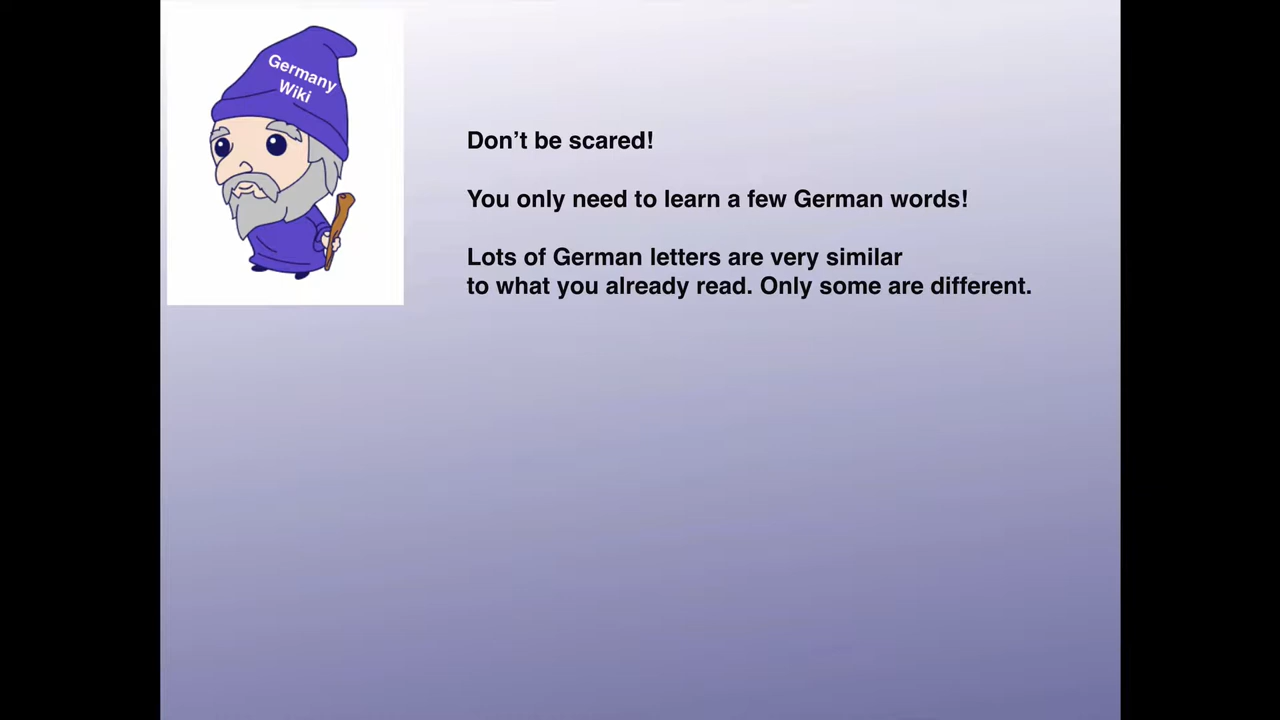 Germany
Wiki
Don’t be scared!
You only need to learn a few German words!
Lots of German letters are very similar
to what you already read. Only some are different.